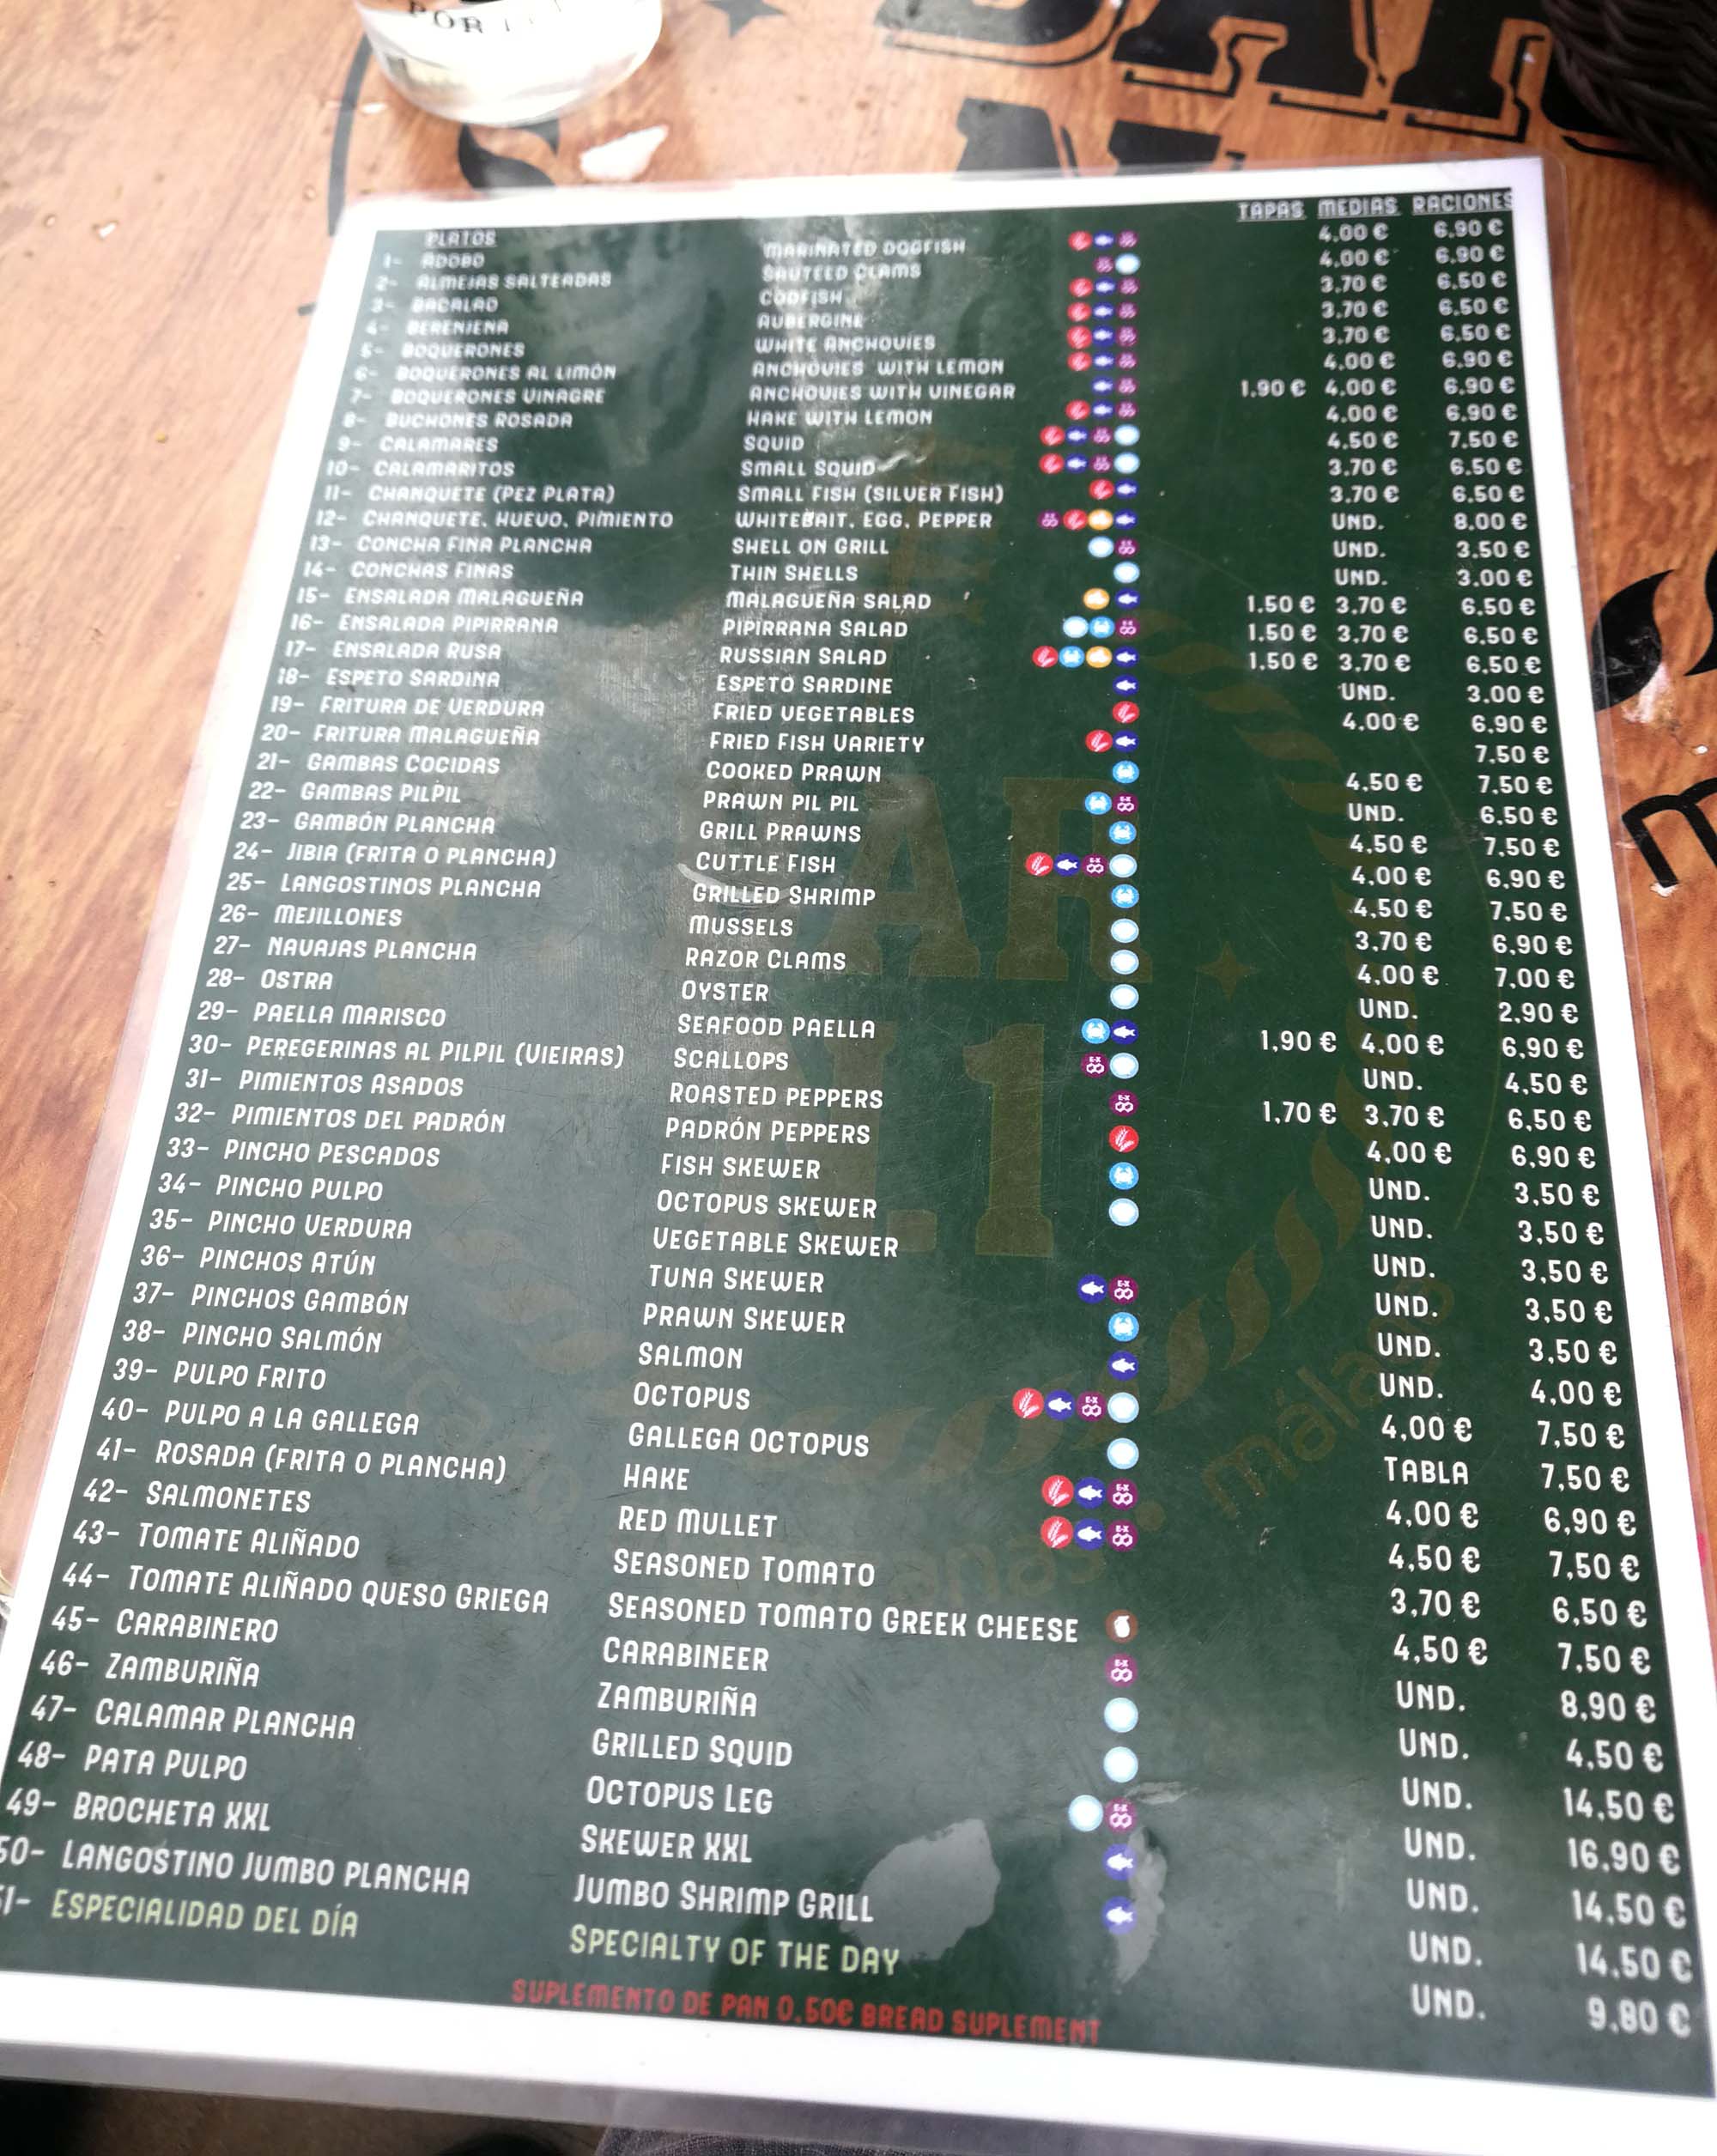 POR
BAR
PLATOS TAPAS MEDIAS RACIONES
1- ADOBO MARINATED DOGFISH 4.00 € 6.90 €
2- ALMEJAS SALTEADAS SAUTEED CLAMS 4.00 € 6.90 €
3- BACALAO CODFISH 3.70 € 6.50 €
4- BERENJENA AUBERGINE 3.70 € 6.50 €
5- BOQUERONES WHITE ANCHOVIES 3.70 € 6.50 €
6- BOQUERONES AL LIMÓN ANCHOVIES WITH LEMON 4.00 € 6.90 €
7- BOQUERONES VINAGRE ANCHOVIES WITH VINEGAR 1.90 € 4.00 € 6.90 €
8- BUCHONES ROSADA HAKE WITH LEMON 4.00 € 6.90 €
9- CALAMARES SQUID 4.50 € 7.50 €
10- CALAMARITOS SMALL SQUID 3.70 € 6.50 €
11- CHANQUETE (PEZ PLATA) SMALL FISH (SILVER FISH) 3.70 € 6.50 €
12- CHANQUETE, HUEVO, PIMIENTO WHITEBAIT, EGG, PEPPER UND. 8.00 €
13- CONCHA FINA PLANCHA SHELL ON GRILL UND. 3.50 €
14- CONCHAS FINAS THIN SHELLS UND. 3.00 €
15- ENSALADA MALAGUEÑA MALAGUEÑA SALAD 1.50 € 3.70 € 6.50 €
16- ENSALADA PIPIRRANA PIPIRRANA SALAD 1.50 € 3.70 € 6.50 €
17- ENSALADA RUSA RUSSIAN SALAD 1.50 € 3.70 € 6.50 €
18- ESPETO SARDINA ESPETO SARDINE UND. 3.00 €
19- FRITURA DE VERDURA FRIED VEGETABLES 4.00 € 6.90 €
20- FRITURA MALAGUEÑA FRIED FISH VARIETY 7.50 €
21- GAMBAS COCIDAS COOKED PRAWN 4.50 € 7.50 €
22- GAMBAS PILPIL PRAWN PIL PIL UND. 6.50 €
23- GAMBÓN PLANCHA GRILL PRAWNS 4,50 € 7,50 €
24- JIBIA (FRITA O PLANCHA) CUTTLE FISH 4,00 € 6,90 €
25- LANGOSTINOS PLANCHA GRILLED SHRIMP 4,50 € 7,50 €
26- MEJILLONES MUSSELS 3,70 € 6,90 €
27- NAVAJAS PLANCHA RAZOR CLAMS 4,00 € 7,00 €
28- OSTRA OYSTER UND. 2,90 €
29- PAELLA MARISCO SEAFOOD PAELLA 1,90 € 4,00 € 6,90 €
30- PEREGERINAS AL PILPIL (VIEIRAS) SCALLOPS UND. 4,50 €
31- PIMIENTOS ASADOS ROASTED PEPPERS 1,70 € 3,70 € 6,50 €
32- PIMIENTOS DEL PADRÓN PADRÓN PEPPERS 4,00 € 6,90 €
33- PINCHO PESCADOS FISH SKEWER UND. 3,50 €
34- PINCHO PULPO OCTOPUS SKEWER UND. 3,50 €
35- PINCHO VERDURA VEGETABLE SKEWER UND. 3,50 €
36- PINCHOS ATÚN TUNA SKEWER UND. 3,50 €
37- PINCHOS GAMBÓN PRAWN SKEWER UND. 3,50 €
38- PINCHO SALMÓN SALMON UND. 4,00 €
39- PULPO FRITO OCTOPUS 4,00 € 7,50 €
40- PULPO A LA GALLEGA GALLEGA OCTOPUS TABLA 7,50 €
41- ROSADA (FRITA O PLANCHA) HAKE 4,00 € 6,90 €
42- SALMONETES RED MULLET 4,50 € 7,50 €
43- TOMATE ALIÑADO SEASONED TOMATO 3,70 € 6,50 €
44- TOMATE ALIÑADO QUESO GRIEGA SEASONED TOMATO GREEK CHEESE 4,50 € 7,50 €
45- CARABINERO CARABINEER UND. 8,90 €
46- ZAMBURIÑA ZAMBURIÑA UND. 4,50 €
47- CALAMAR PLANCHA GRILLED SQUID UND. 14,50 €
48- PATA PULPO OCTOPUS LEG UND. 16,90 €
49- BROCHETA XXL SKEWER XXL UND. 14,50 €
50- LANGOSTINO JUMBO PLANCHA JUMBO SHRIMP GRILL UND. 14,50 €
51- ESPECIALIDAD DEL DÍA SPECIALTY OF THE DAY UND. 9,80 €
SUPLEMENTO DE PAN 0.50€ BREAD SUPLEMENT